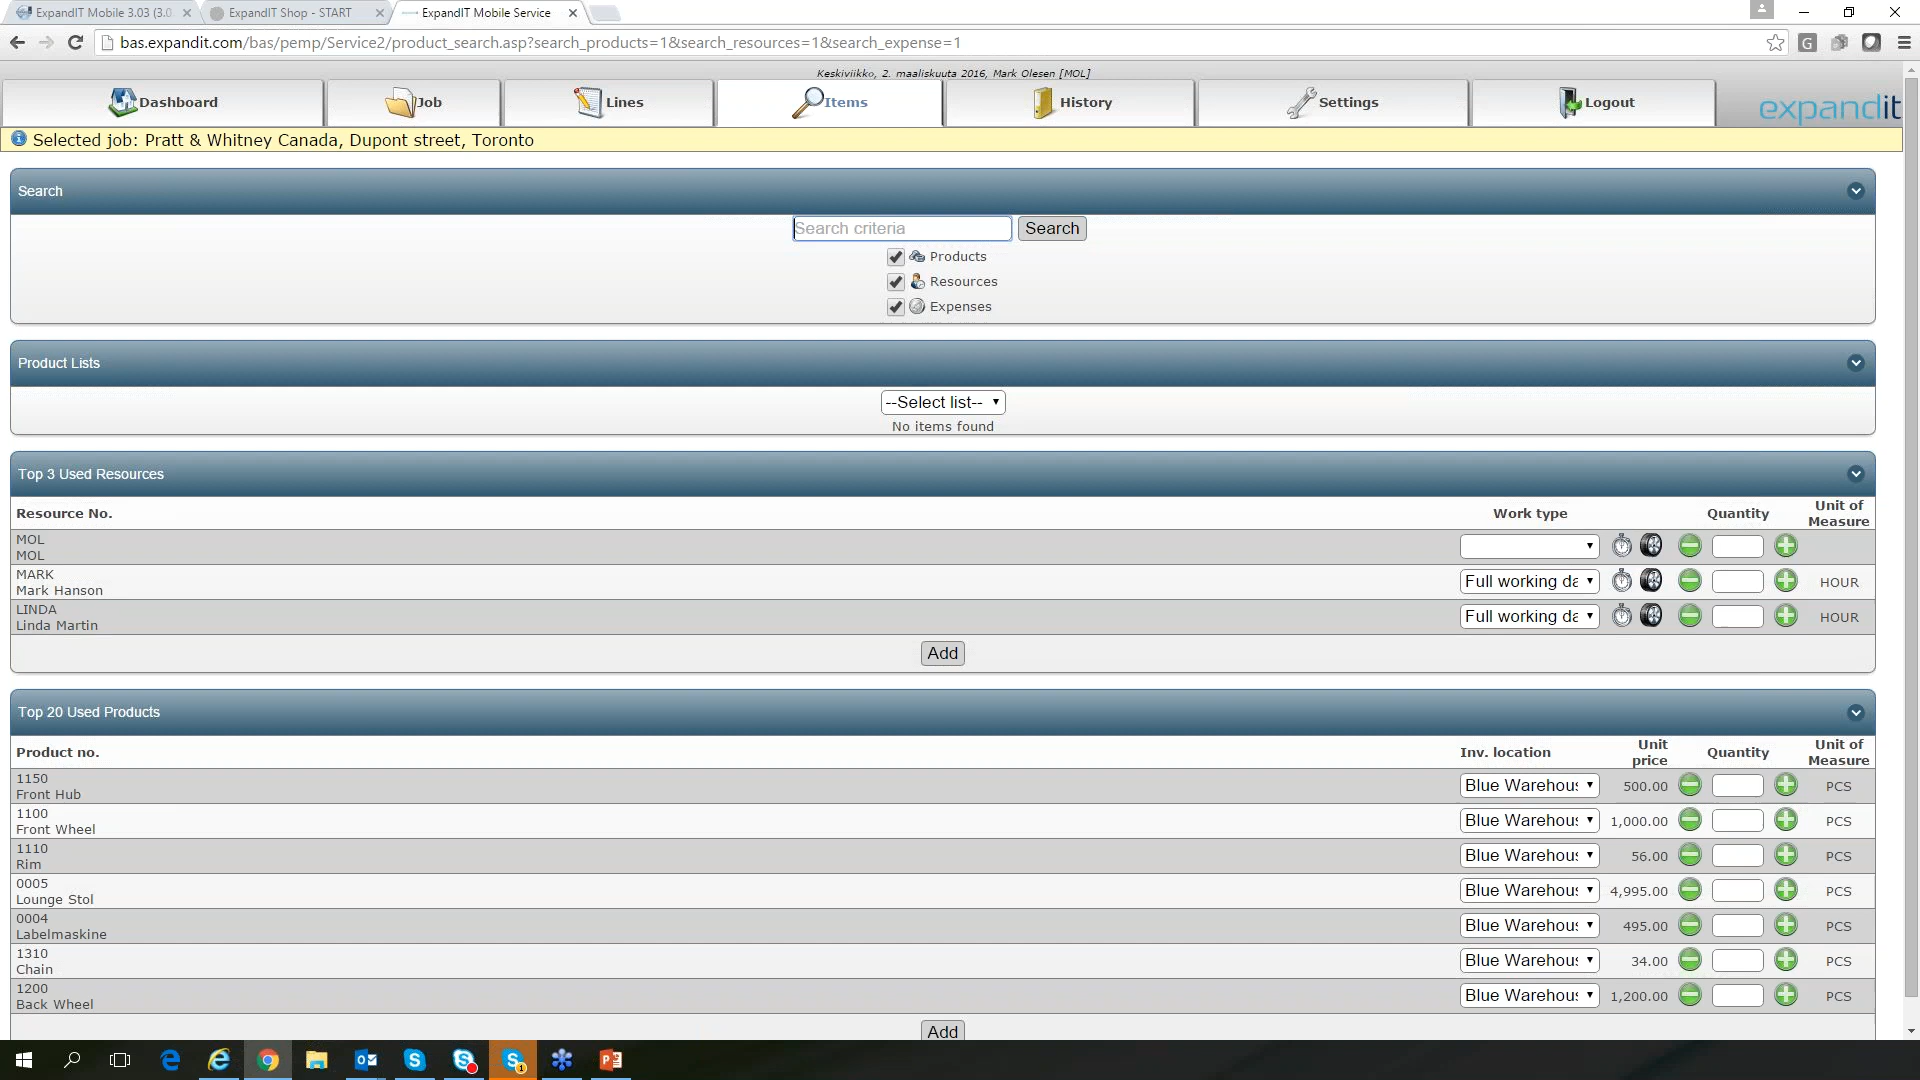 ExpandIT Mobile 3.03 (3.0
ExpandIT Shop - START
ExpandIT Mobile Service
bas.expandit.com/bas/pemp/Service2/product_search.asp?search_products=1&search_resources=1&search_expense=1
Keskiviikko, 2. maaliskuuta 2016, Mark Olesen [MOL]
Dashboard
Job
Lines
Items
History
Settings
Logout
expandit
Selected job: Pratt & Whitney Canada, Dupont street, Toronto
Search
Search criteria
Search
Products
Resources
Expenses
Product Lists
--Select list--
No items found
Top 3 Used Resources
Resource No. Work type Quantity Unit of Measure
MOL
MOL
MARK
Mark Hanson
Full working da
HOUR
LINDA
Linda Martin
Full working da
HOUR
Add
Top 20 Used Products
Product no. Inv. location Unit price Quantity Unit of Measure
1150
Front Hub
Blue Warehous 500.00 PCS
1100
Front Wheel
Blue Warehous 1,000.00 PCS
1110
Rim
Blue Warehous 56.00 PCS
0005
Lounge Stol
Blue Warehous 4,995.00 PCS
0004
Labelmaskine
Blue Warehous 495.00 PCS
1310
Chain
Blue Warehous 34.00 PCS
1200
Back Wheel
Blue Warehous 1,200.00 PCS
Add